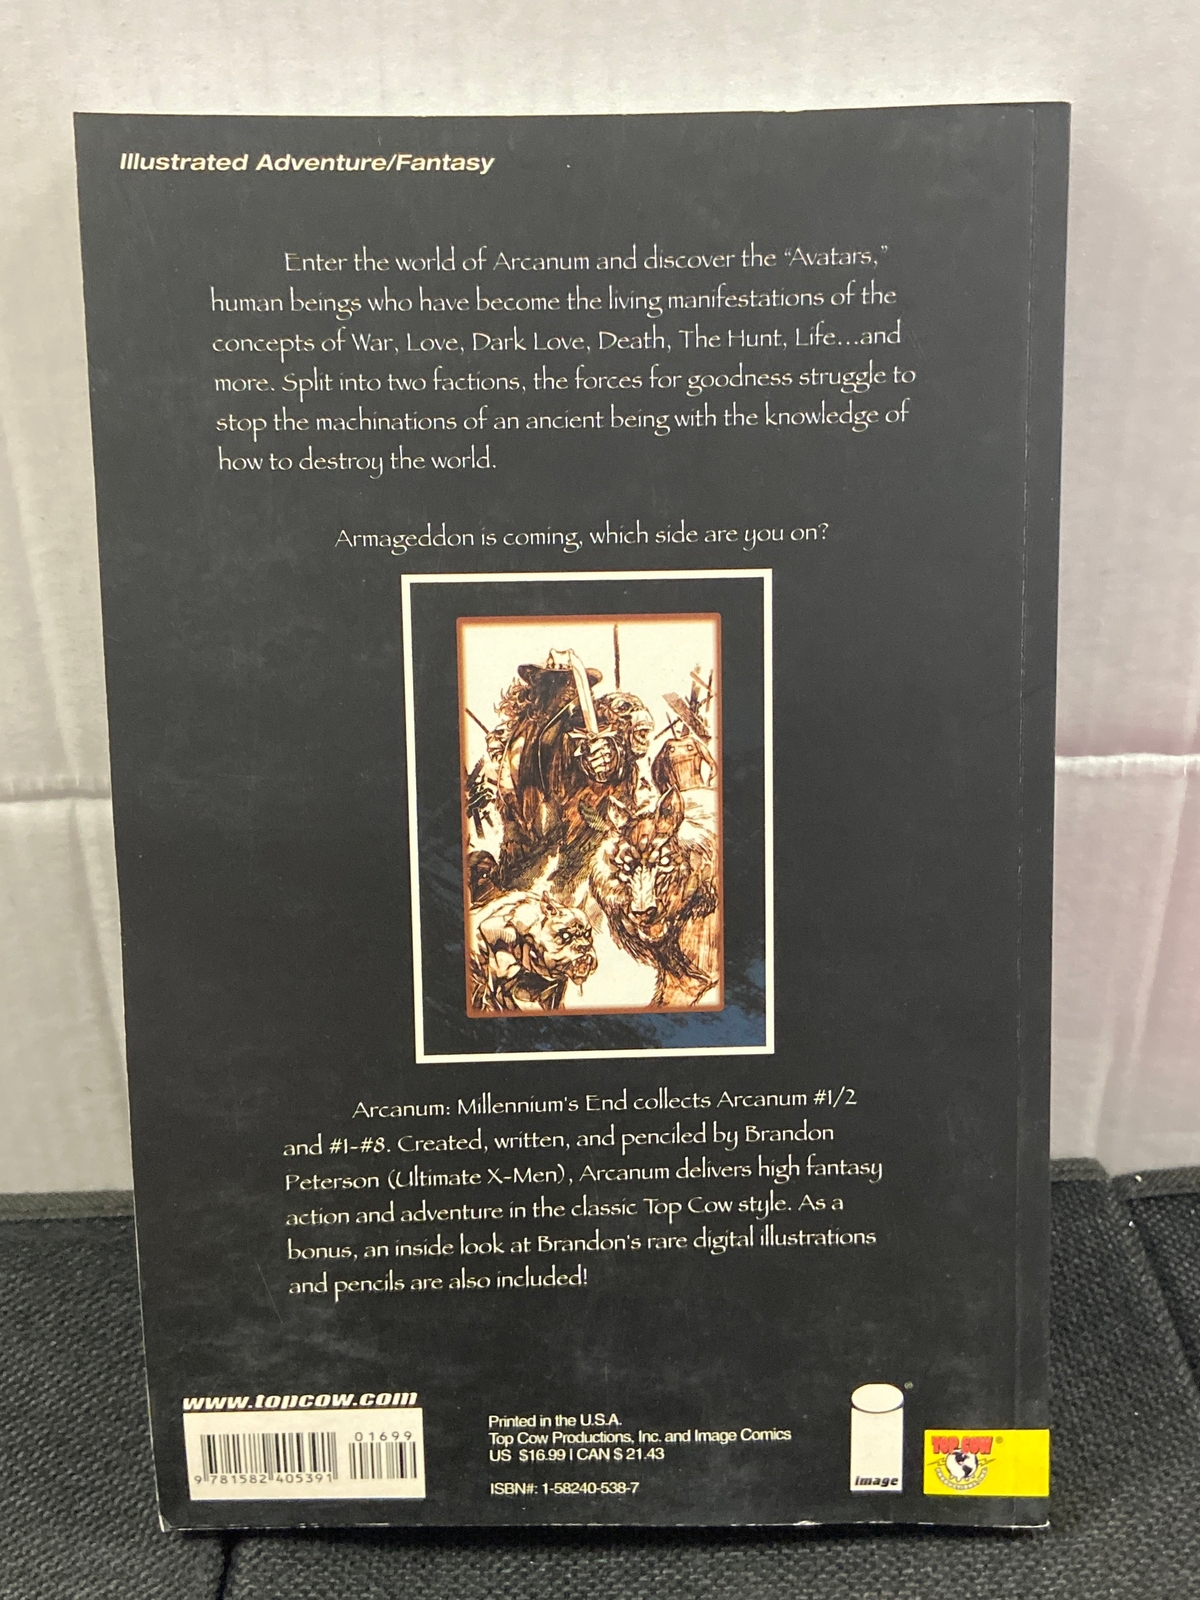 Illustrated Adventure/Fantasy
Enter the world of Arcanum and discover the “Avatars,”
human beings who have become the living manifestations of the
concepts of War, Love, Dark Love, Death, The Hunt, Life...and
more. Split into two factions, the forces for goodness struggle to
stop the machinations of an ancient being with the knowledge of
how to destroy the world.
Armageddon is coming, which side are you on?
Arcanum: Millennium's End collects Arcanum #1/2
and #1-#8. Created, written, and penciled by Brandon
Peterson (Ultimate X-Men), Arcanum delivers high fantasy
action and adventure in the classic Top Cow style. As a
bonus, an inside look at Brandon's rare digital illustrations
and pencils are also included!
www.topcow.com
01699
9 781582 405391
Printed in the U.S.A.
Top Cow Productions, Inc. and Image Comics
US $16.99 | CAN $ 21.43
ISBN#: 1-58240-538-7
image
®
TOP COW ®